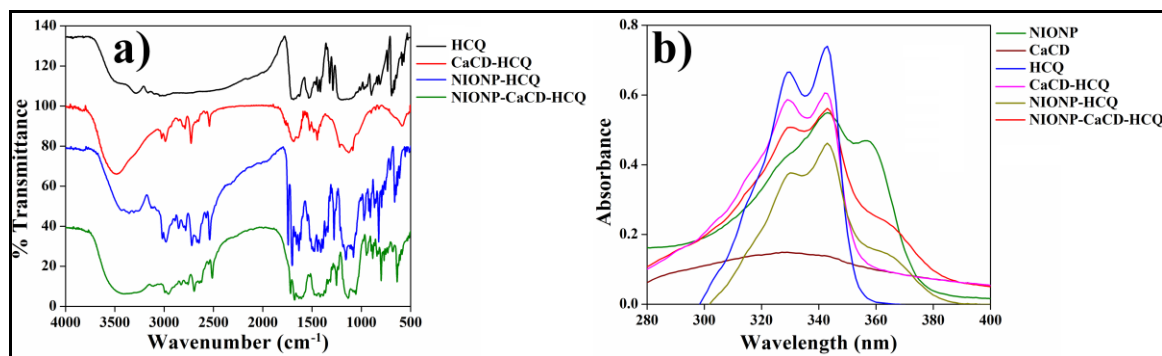 a)
140
120
100
80
60
40
20
0
% Transmittance
4000 3000 2000 1500 1000 500
Wavenumber (cm⁻¹)
HCQ
CaCD-HCQ
NIONP-HCQ
NIONP-CaCD-HCQ
b)
0.8
0.6
0.4
0.2
0.0
Absorbance
280 300 320 340 360 380 400
Wavelength (nm)
NIONP
CaCD
HCQ
CaCD-HCQ
NIONP-HCQ
NIONP-CaCD-HCQ